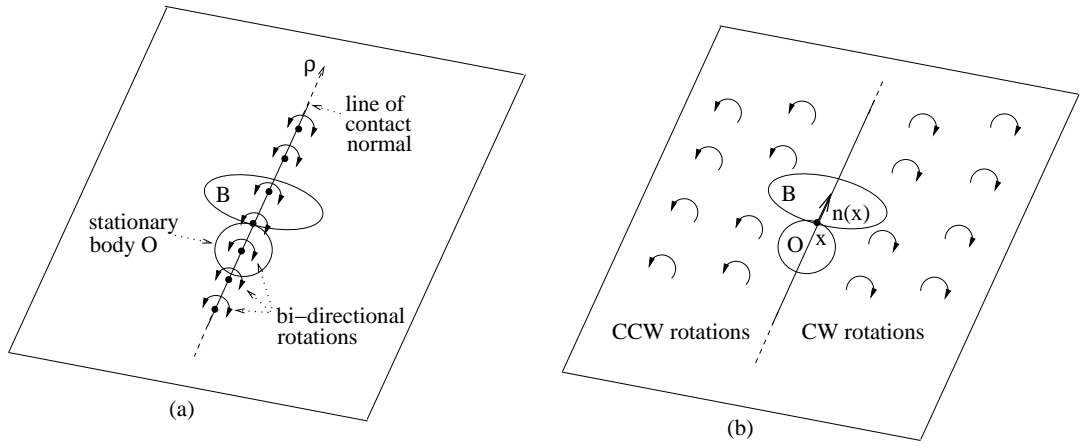 ρ
line of
contact
normal
B
stationary
body O
bi−directional
rotations
(a)
B
n(x)
O
x
CCW rotations
CW rotations
(b)